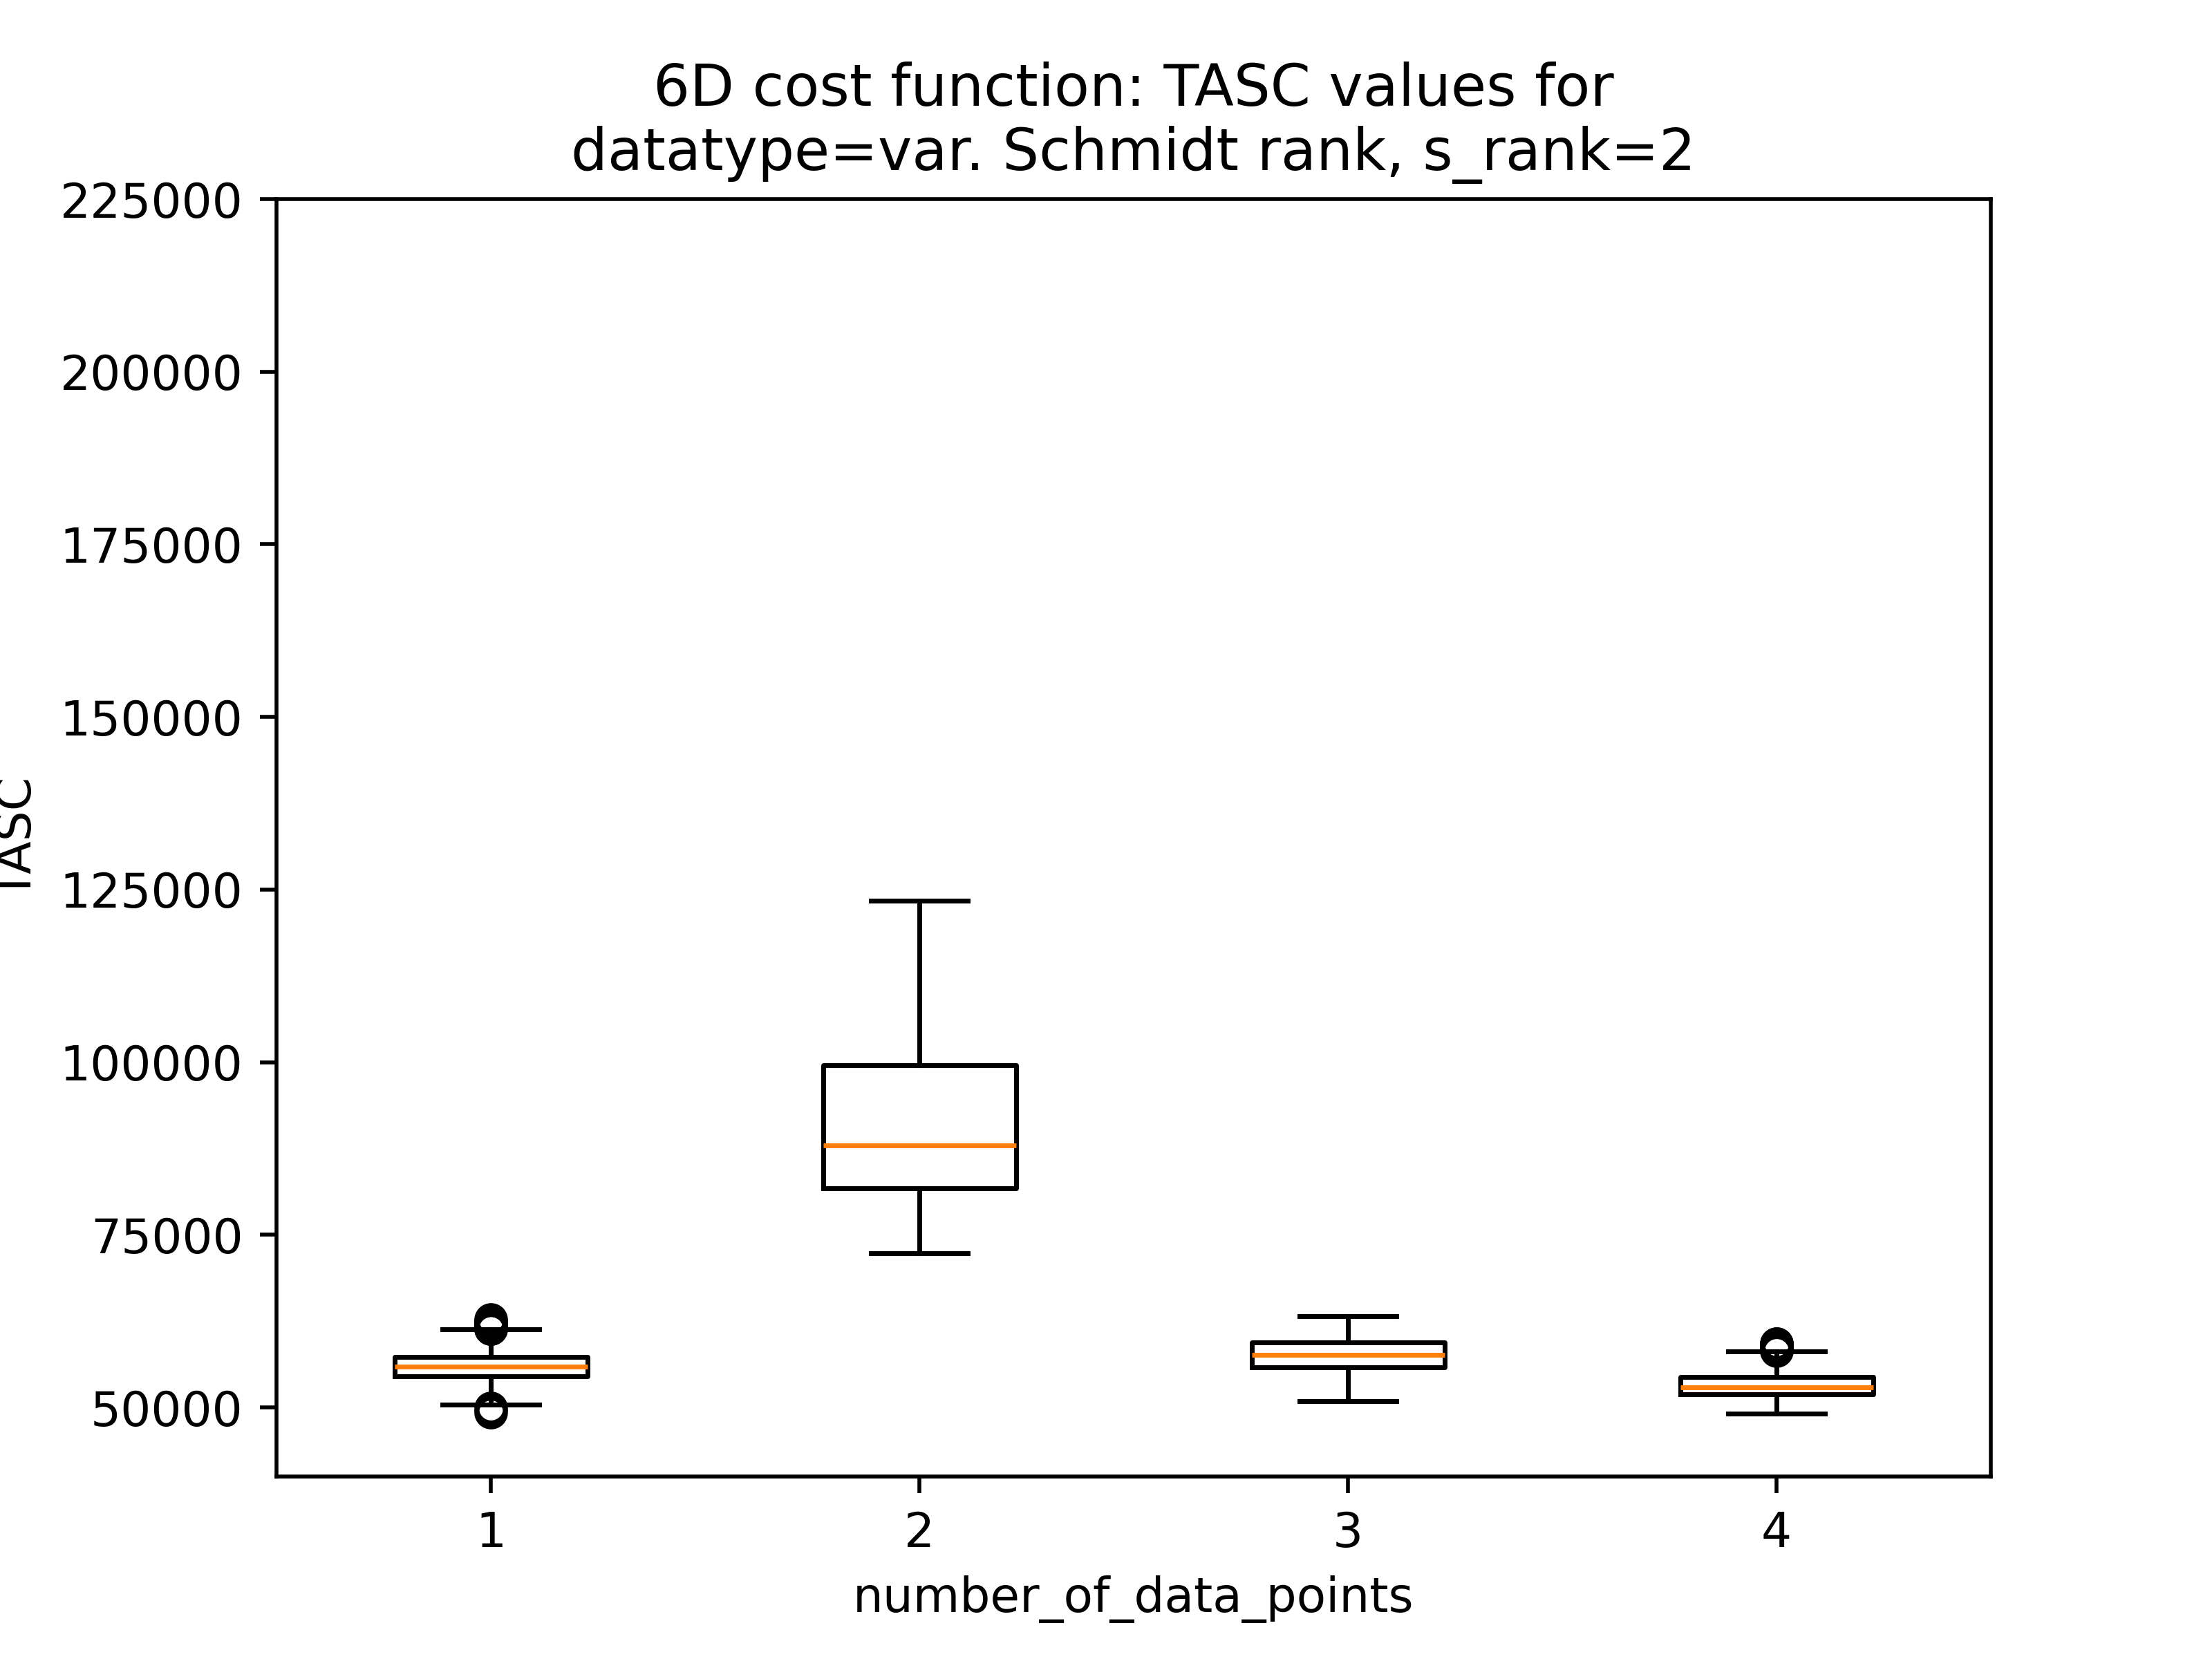 6D cost function: TASC values for
datatype=var. Schmidt rank, s_rank=2
225000
200000
175000
150000
125000
100000
75000
50000
TASC
1 2 3 4
number_of_data_points